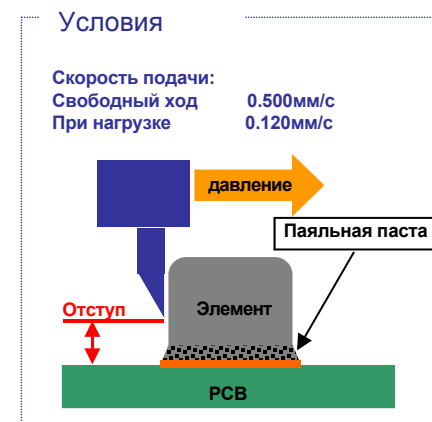 Условия
Скорость подачи:
Свободный ход 0.500мм/с
При нагрузке 0.120мм/с
давление
Паяльная паста
Отступ
Элемент
PCB